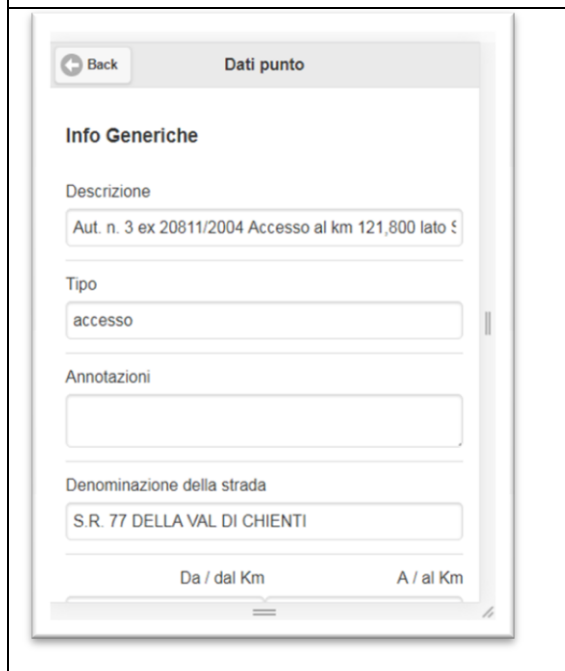 Back
Dati punto
Info Generiche
Descrizione
Aut. n. 3 ex 20811/2004 Accesso al km 121,800 lato
Tipo
accesso
Annotazioni
Denominazione della strada
S.R. 77 DELLA VAL DI CHIENTI
Da / dal Km A / al Km